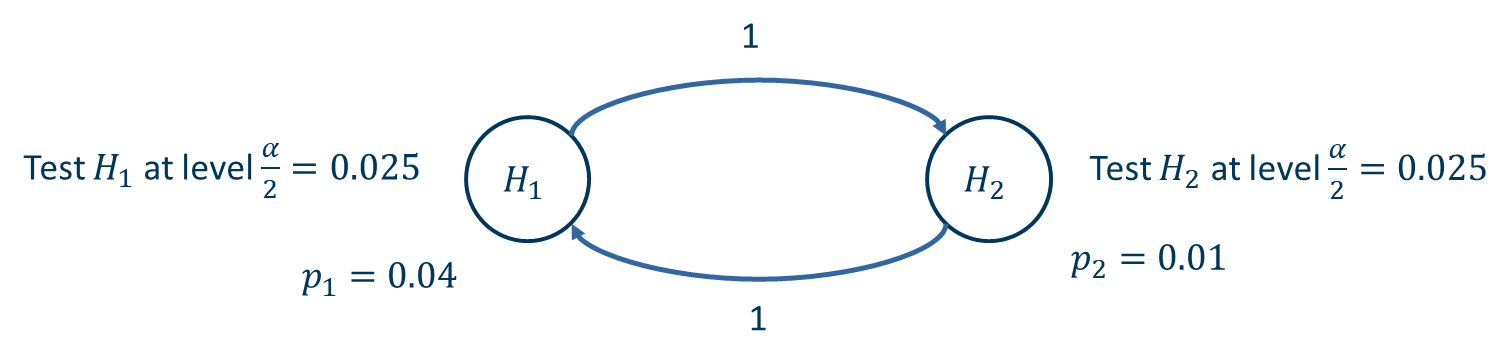 1
Test H₁ at level α/2 = 0.025
H₁
H₂
Test H₂ at level α/2 = 0.025
p₁ = 0.04
p₂ = 0.01
1